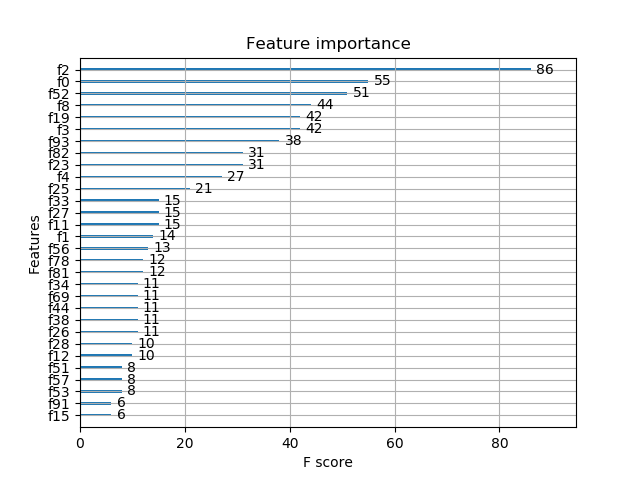 Feature importance
Features
f2 86
f0 55
f52 51
f8 44
f19 42
f3 42
f93 38
f82 31
f23 31
f4 27
f25 21
f33 15
f27 15
f11 15
f1 14
f56 13
f78 12
f81 12
f34 11
f69 11
f44 11
f38 11
f26 11
f28 10
f12 10
f51 8
f57 8
f53 8
f91 6
f15 6
0 20 40 60 80
F score